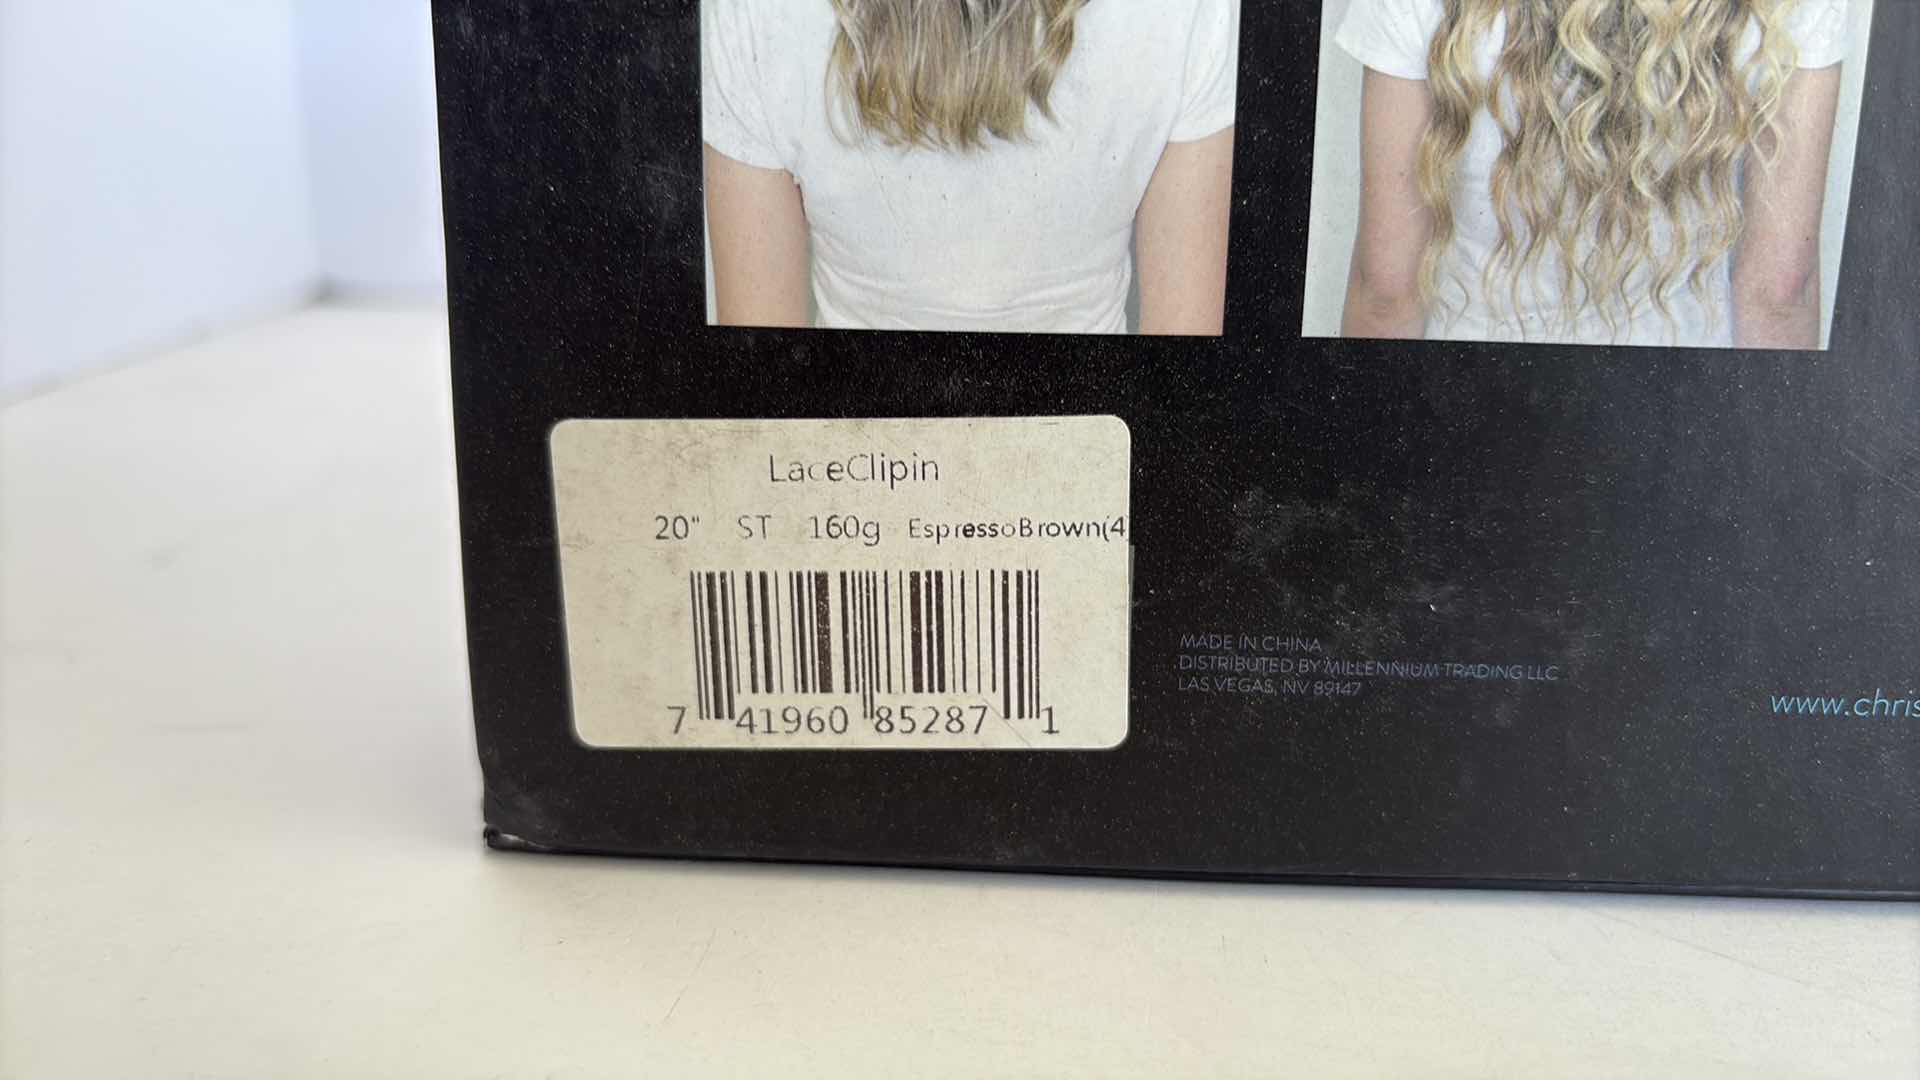 LaceClipin
20" ST 160g EspressoBrown(4
7 41960 85287 1
MADE IN CHINA
DISTRIBUTED BY MILLENNIUM TRADING LLC
LAS VEGAS, NV 89147
www.chris